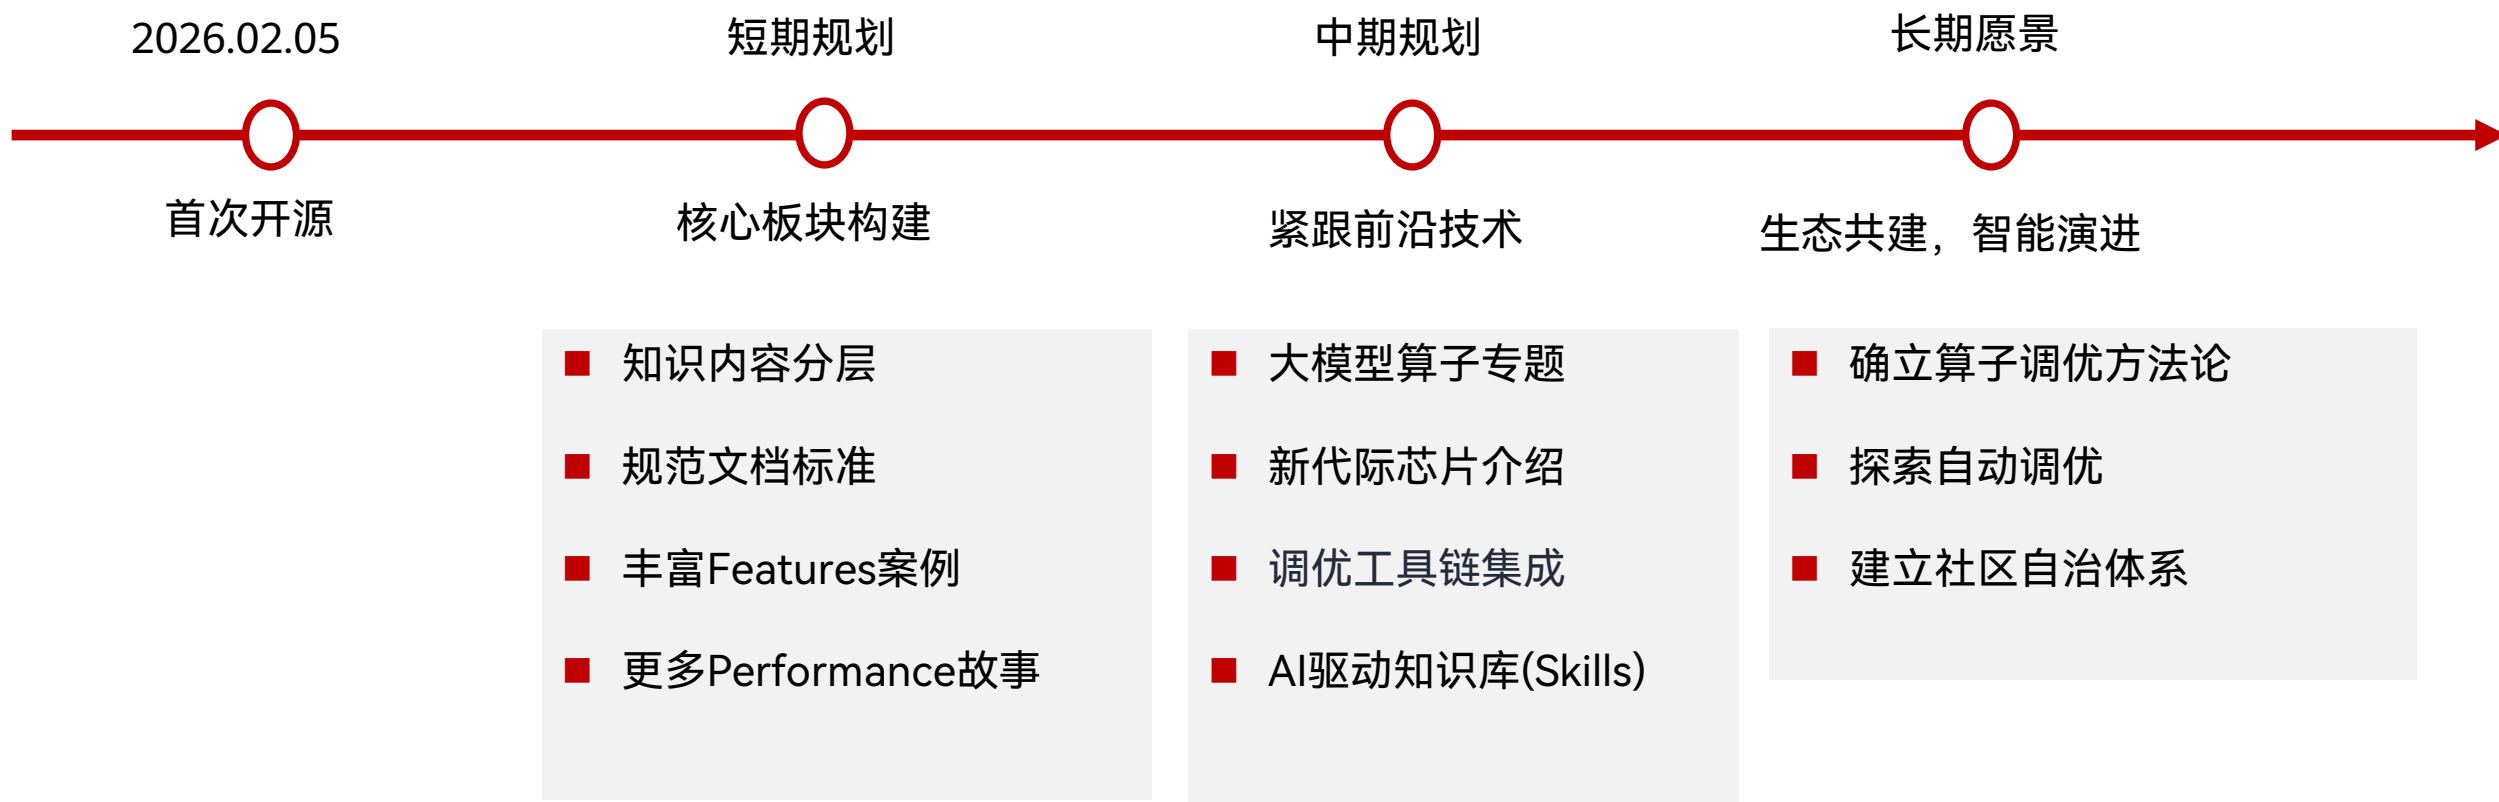 2026.02.05
短期规划
中期规划
长期愿景
首次开源
核心板块构建
紧跟前沿技术
生态共建，智能演进
知识内容分层
规范文档标准
丰富Features案例
更多Performance故事
大模型算子专题
新代际芯片介绍
调优工具链集成
AI驱动知识库(Skills)
确立算子调优方法论
探索自动调优
建立社区自治体系